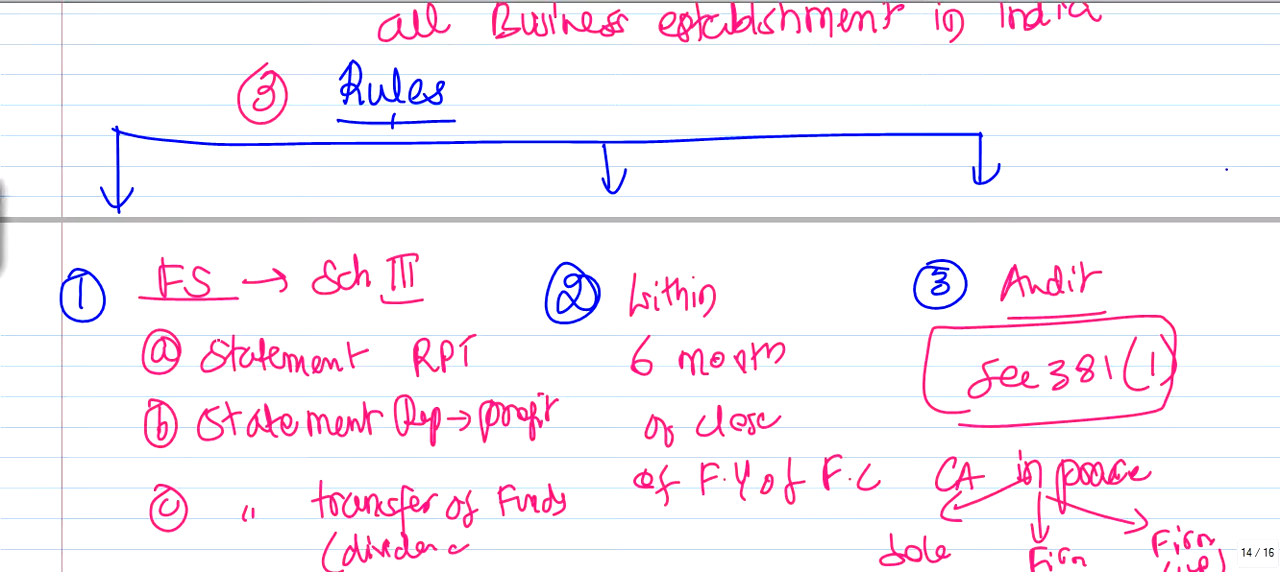 all Business establishment in India
③ Rules
① FS → Sch III
ⓐ Statement RPT
ⓑ Statement Rep → profit
ⓒ " transfer of Funds
(dividend
② Within
6 month
of close
of F.Y of F.C
③ Audit
Sec 381(1)
CA in practice
Sole Firm Firm
14 / 16